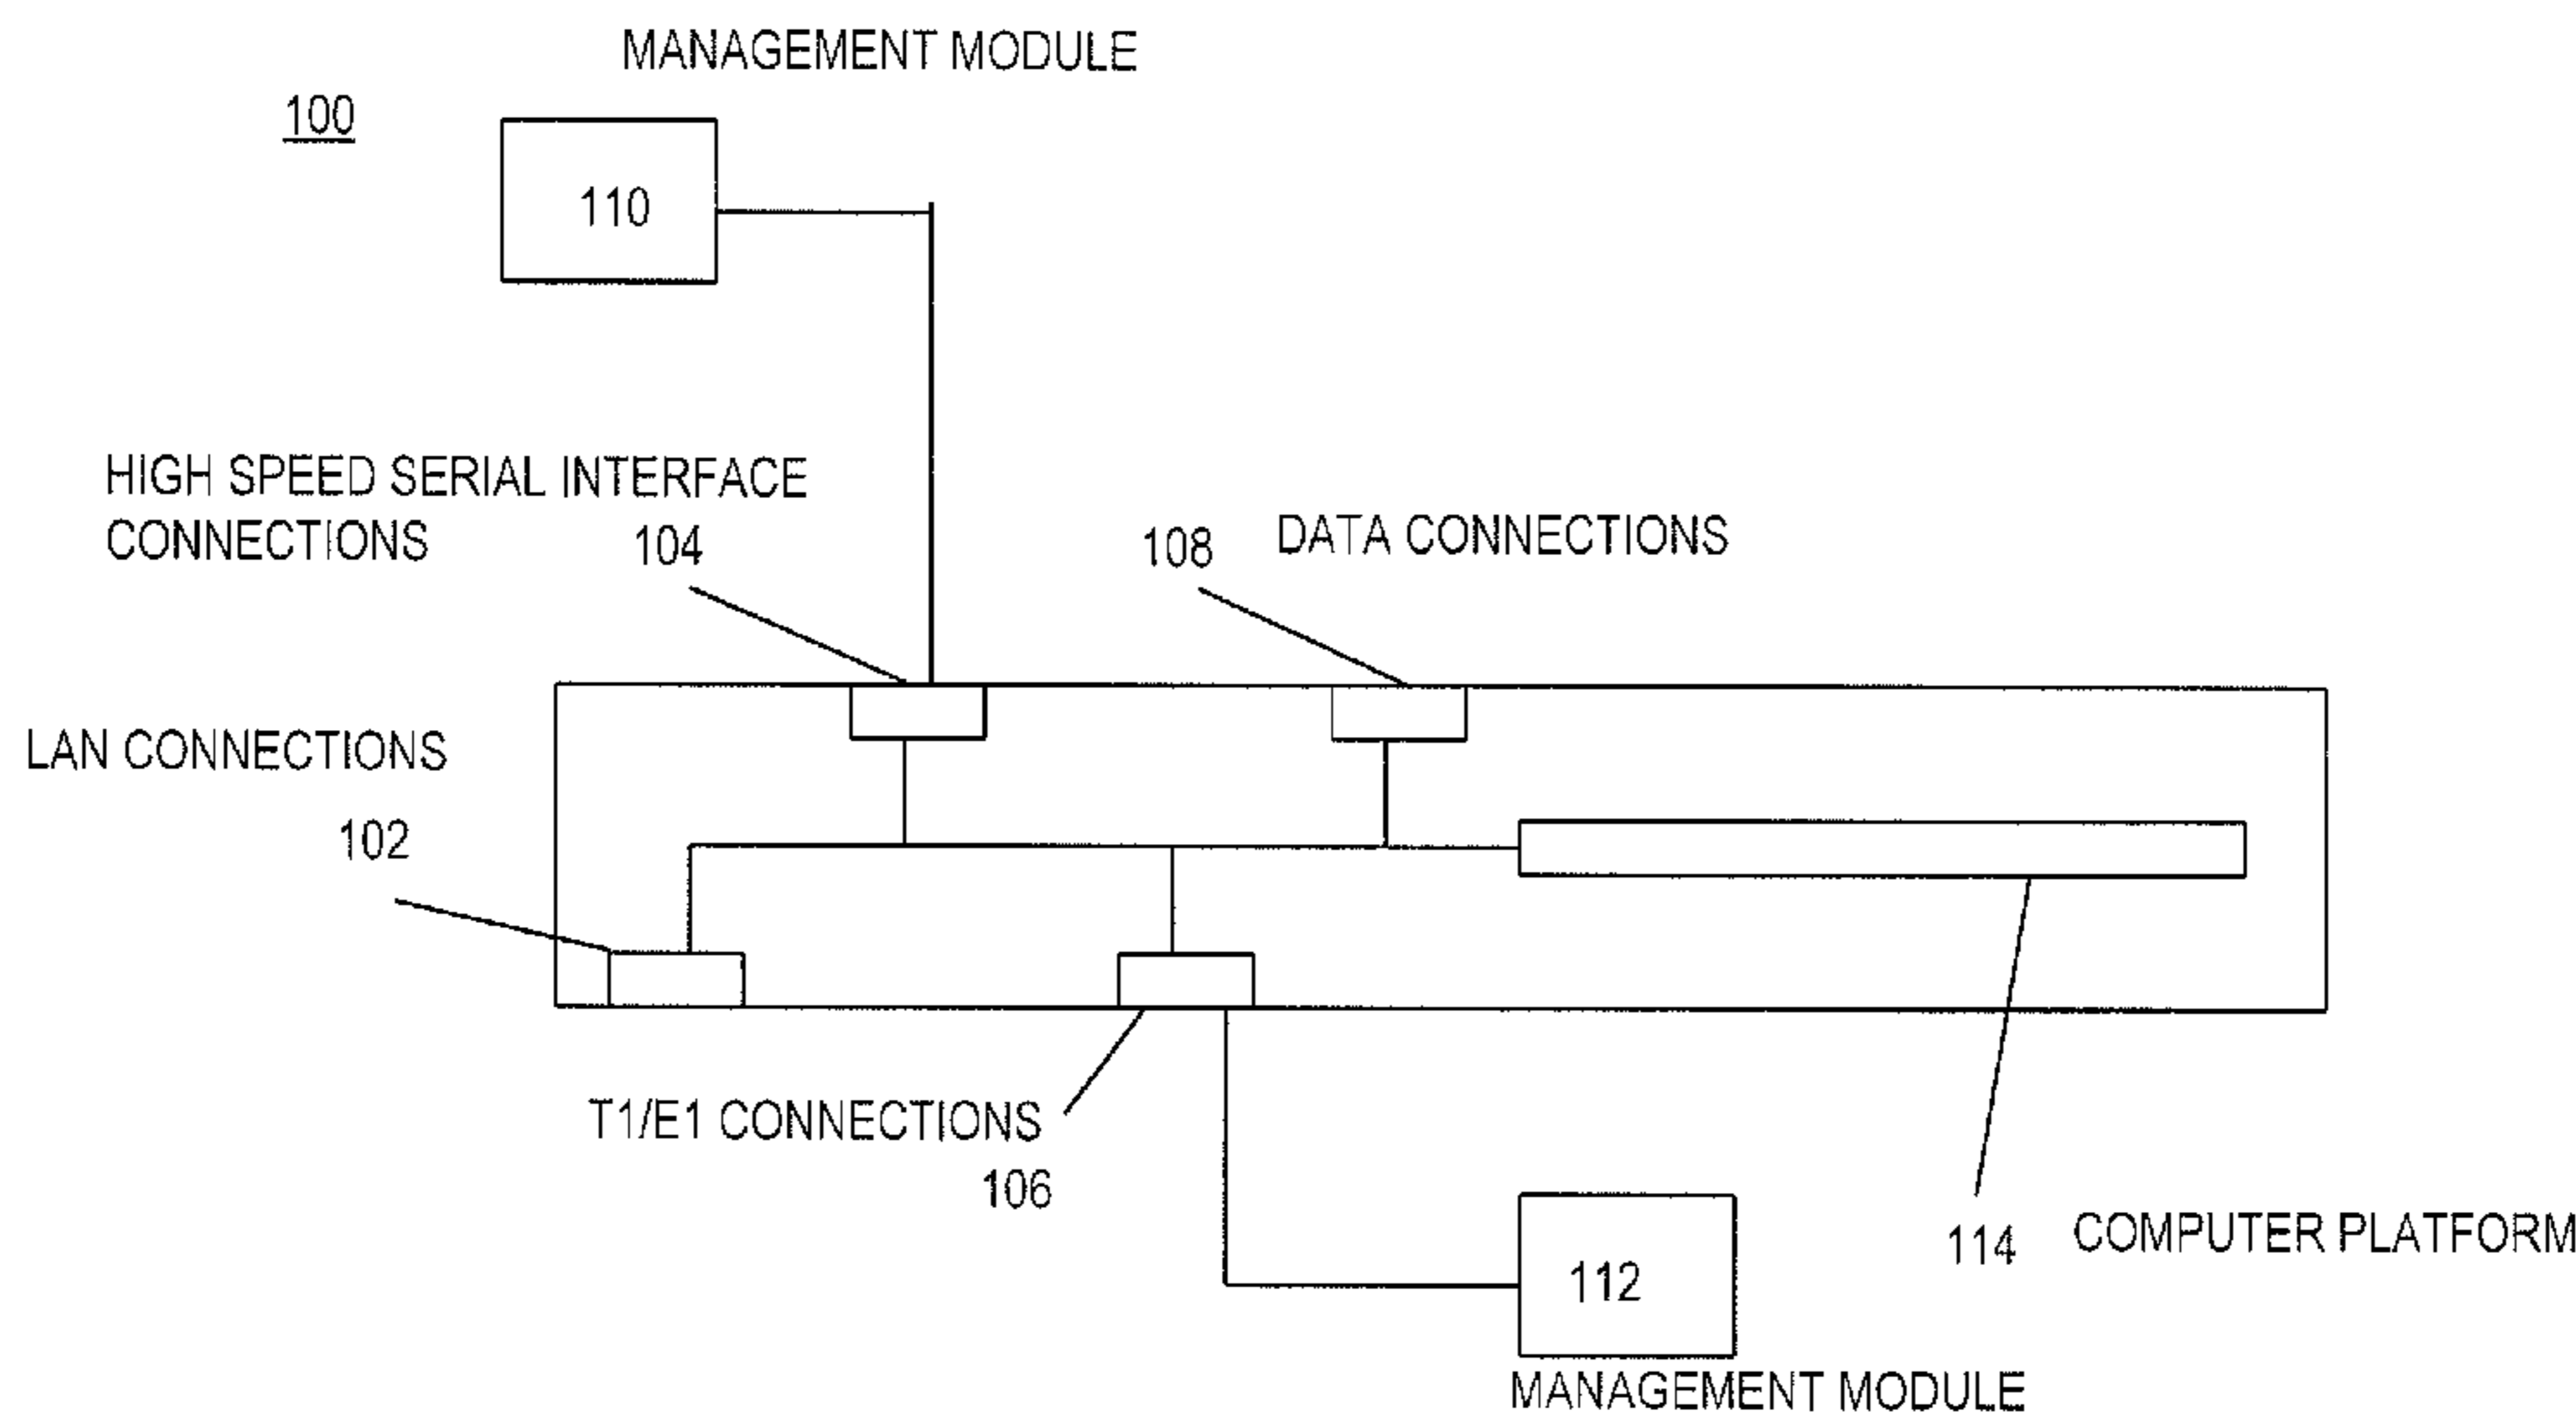 MANAGEMENT MODULE
100
110
HIGH SPEED SERIAL INTERFACE
CONNECTIONS
104
108
DATA CONNECTIONS
LAN CONNECTIONS
102
T1/E1 CONNECTIONS
106
114
COMPUTER PLATFORM
112
MANAGEMENT MODULE